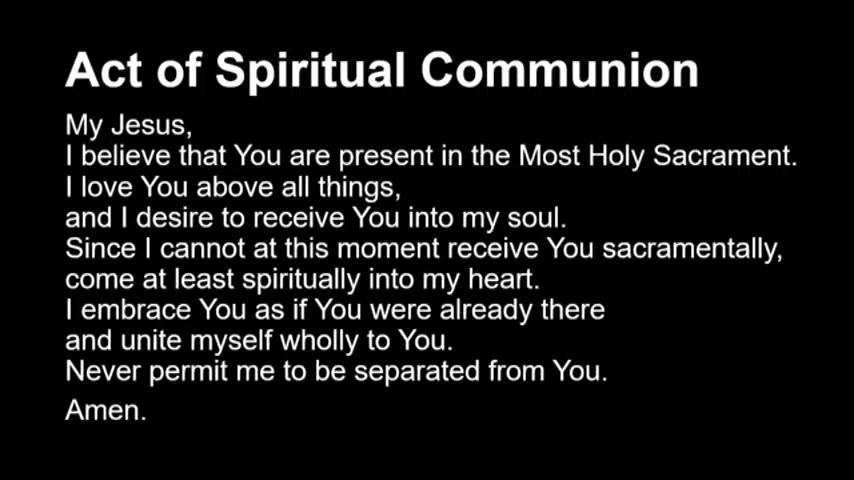 Act of Spiritual Communion
My Jesus,
I believe that You are present in the Most Holy Sacrament.
I love You above all things,
and I desire to receive You into my soul.
Since I cannot at this moment receive You sacramentally,
come at least spiritually into my heart.
I embrace You as if You were already there
and unite myself wholly to You.
Never permit me to be separated from You.
Amen.